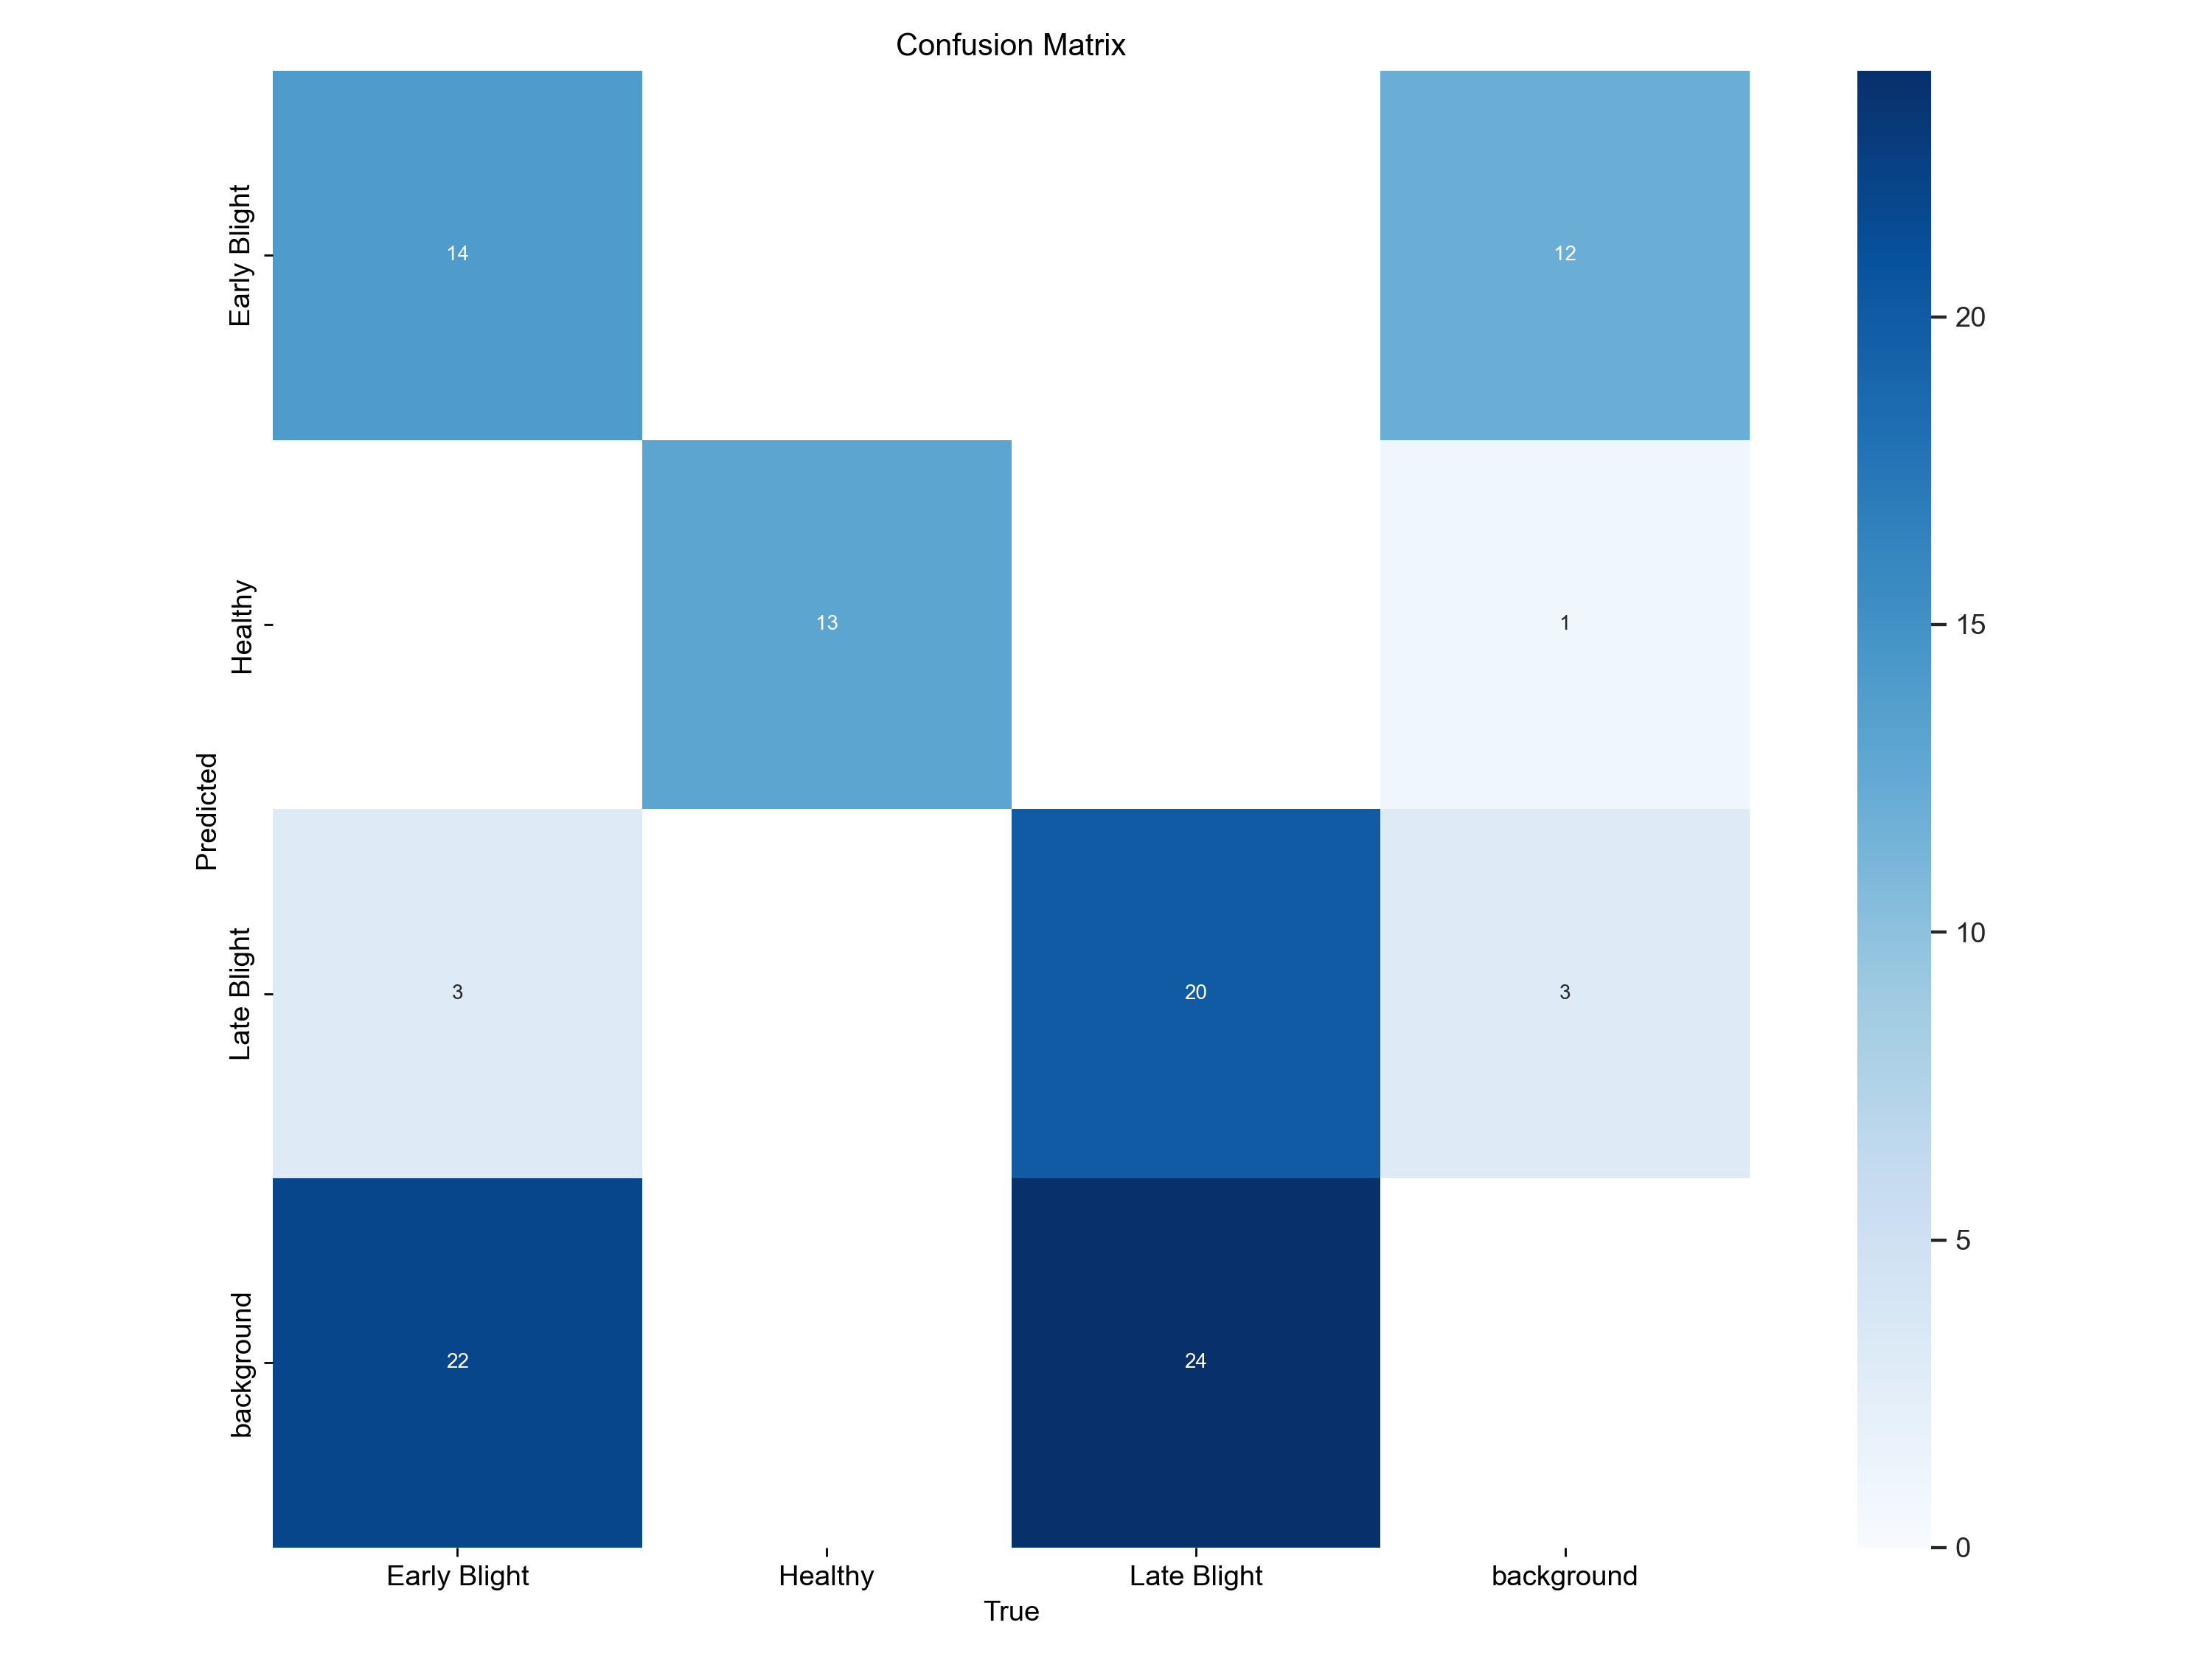 Confusion Matrix
Early Blight
14
12
20
Healthy
13
1
15
Predicted
Late Blight
3
20
3
10
background
22
24
5
0
Early Blight
Healthy
Late Blight
background
True